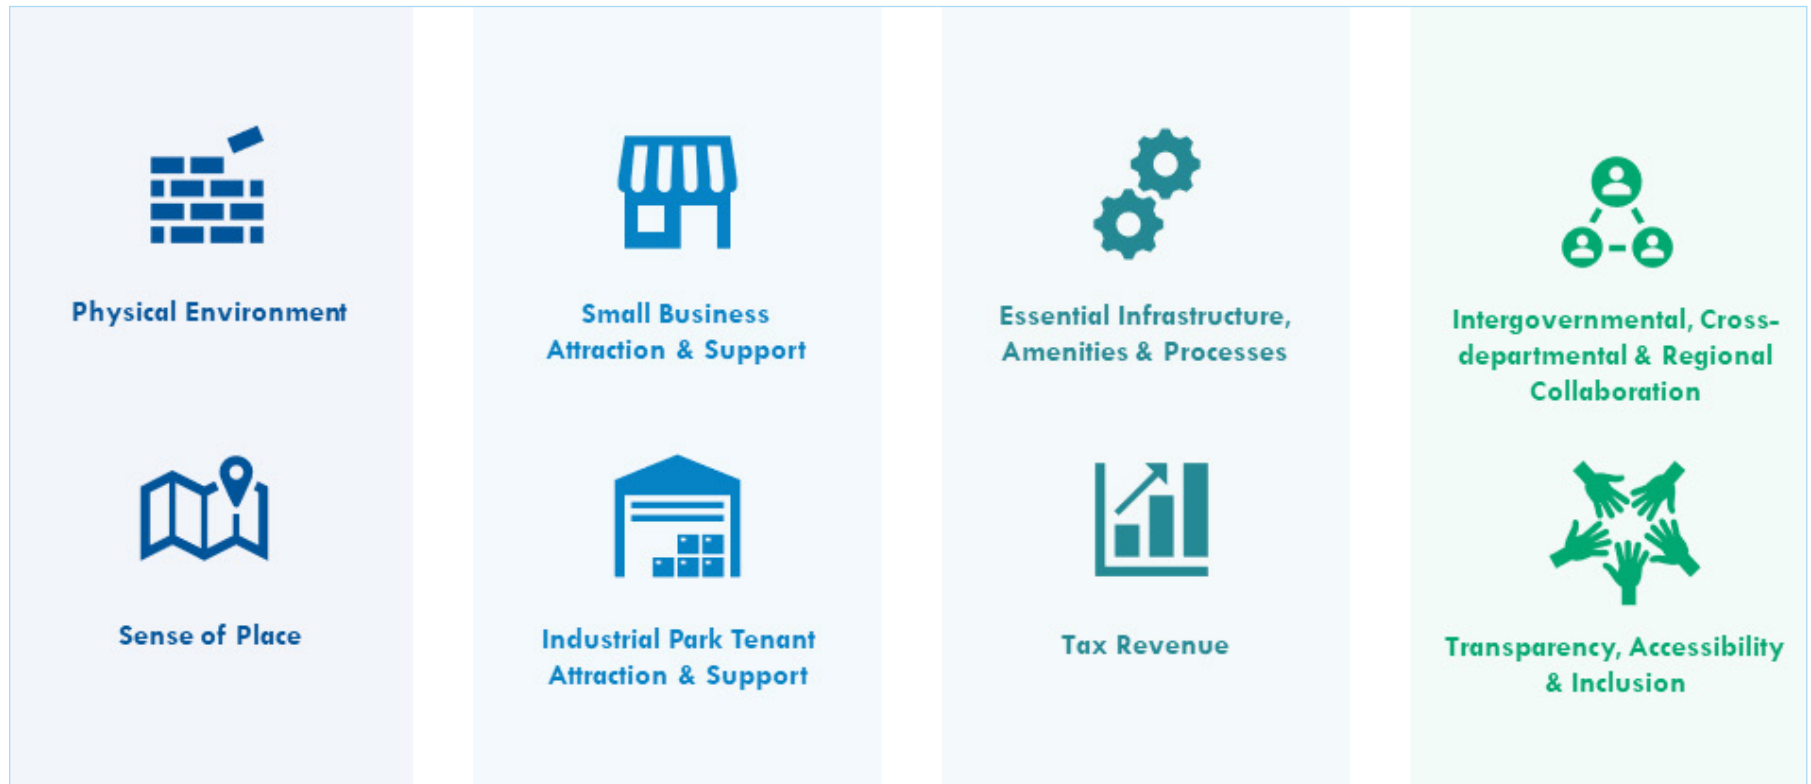 Physical Environment
Sense of Place
Small Business
Attraction & Support
Industrial Park Tenant
Attraction & Support
Essential Infrastructure,
Amenities & Processes
Tax Revenue
Intergovernmental, Cross-
departmental & Regional
Collaboration
Transparency, Accessibility
& Inclusion